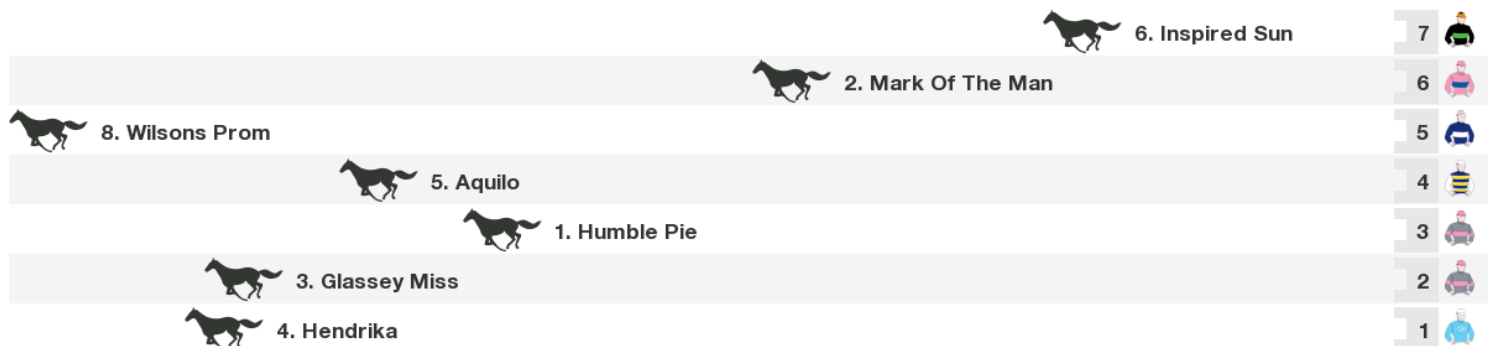 6. Inspired Sun 7
2. Mark Of The Man 6
8. Wilsons Prom 5
5. Aquilo 4
1. Humble Pie 3
3. Glassey Miss 2
4. Hendrika 1